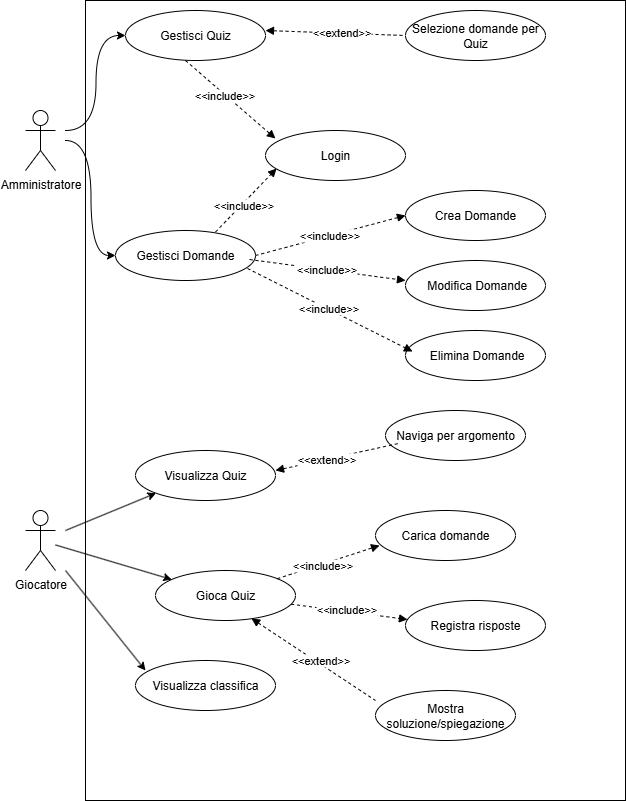 Gestisci Quiz
<<extend>>
Selezione domande per
Quiz
<<include>>
Login
Amministratore
<<include>>
Crea Domande
<<include>>
Gestisci Domande
<<include>>
Modifica Domande
<<include>>
Elimina Domande
Naviga per argomento
<<extend>>
Visualizza Quiz
Carica domande
<<include>>
Giocatore
Gioca Quiz
<<include>>
Registra risposte
<<extend>>
Visualizza classifica
Mostra
soluzione/spiegazione